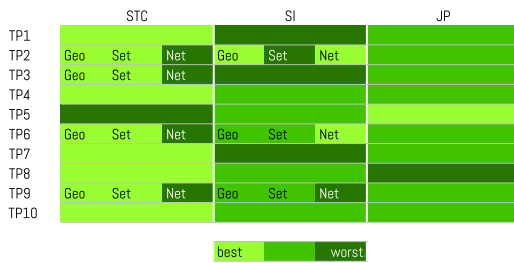 STC SI JP
TP1
TP2 Geo Set Net Geo Set Net
TP3 Geo Set Net
TP4
TP5
TP6 Geo Set Net Geo Set Net
TP7
TP8
TP9 Geo Set Net Geo Set Net
TP10
best worst